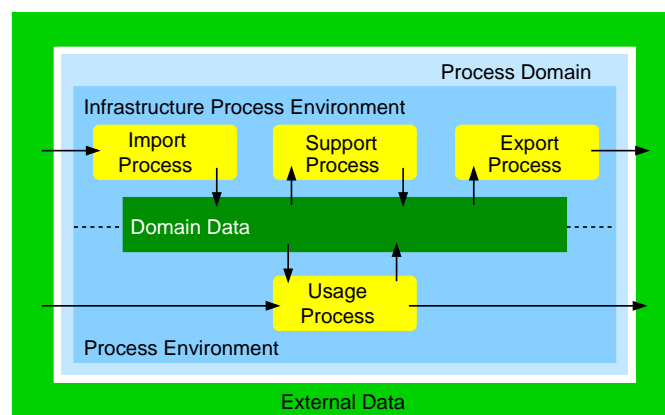 Process Domain
Infrastructure Process Environment
Import
Process
Support
Process
Export
Process
Domain Data
Usage
Process
Process Environment
External Data